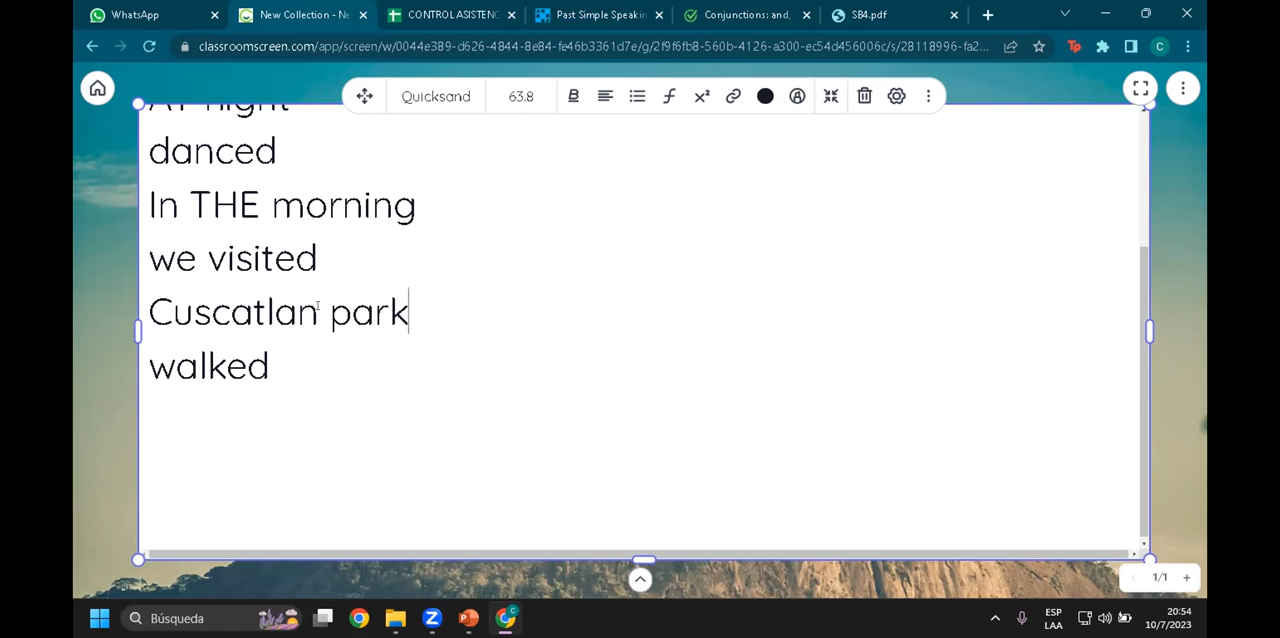 WhatsApp
New Collection - Ne
CONTROL ASISTENC
Past Simple Speakin
Conjunctions: and,
SB4.pdf
classroomscreen.com/app/screen/w/0044e389-d626-4844-8e84-fe46b3361d7e/g/2f9f6fb8-560b-4126-a300-ec54d456006c/s/28118996-fa2...
Quicksand
63.8
AT night
danced
In THE morning
we visited
Cuscatlan park
walked
1/1
Búsqueda
ESP
LAA
20:54
10/7/2023